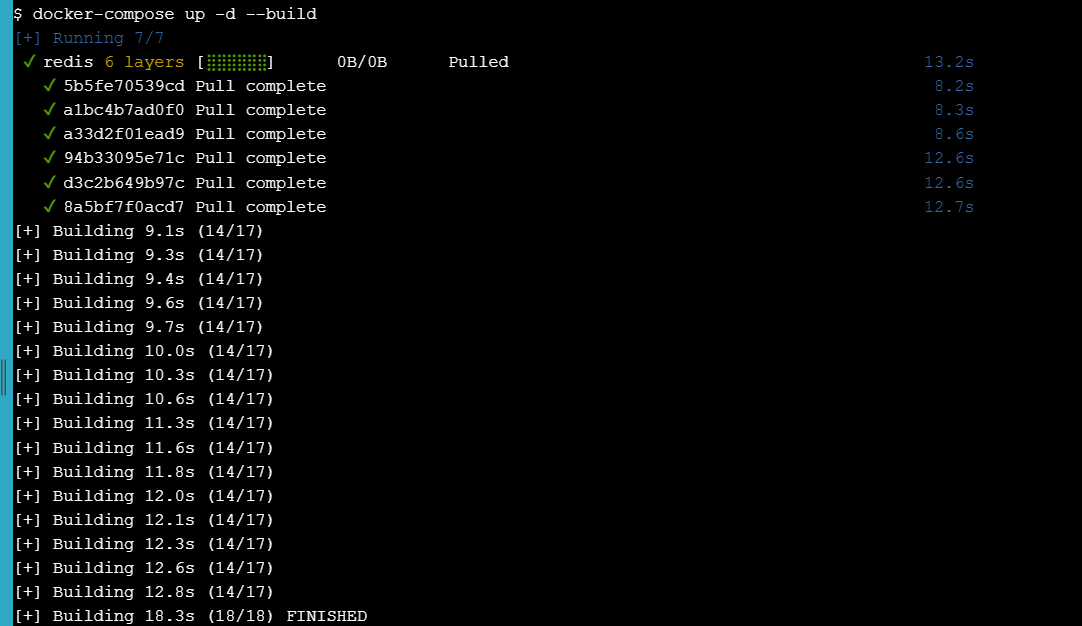 $ docker-compose up -d --build
[+] Running 7/7
✓ redis 6 layers [⣿⣿⣿⣿⣿⣿] 0B/0B Pulled 13.2s
✓ 5b5fe70539cd Pull complete 8.2s
✓ a1bc4b7ad0f0 Pull complete 8.3s
✓ a33d2f01ead9 Pull complete 8.6s
✓ 94b33095e71c Pull complete 12.6s
✓ d3c2b649b97c Pull complete 12.6s
✓ 8a5bf7f0acd7 Pull complete 12.7s
[+] Building 9.1s (14/17)
[+] Building 9.3s (14/17)
[+] Building 9.4s (14/17)
[+] Building 9.6s (14/17)
[+] Building 9.7s (14/17)
[+] Building 10.0s (14/17)
[+] Building 10.3s (14/17)
[+] Building 10.6s (14/17)
[+] Building 11.3s (14/17)
[+] Building 11.6s (14/17)
[+] Building 11.8s (14/17)
[+] Building 12.0s (14/17)
[+] Building 12.1s (14/17)
[+] Building 12.3s (14/17)
[+] Building 12.6s (14/17)
[+] Building 12.8s (14/17)
[+] Building 18.3s (18/18) FINISHED